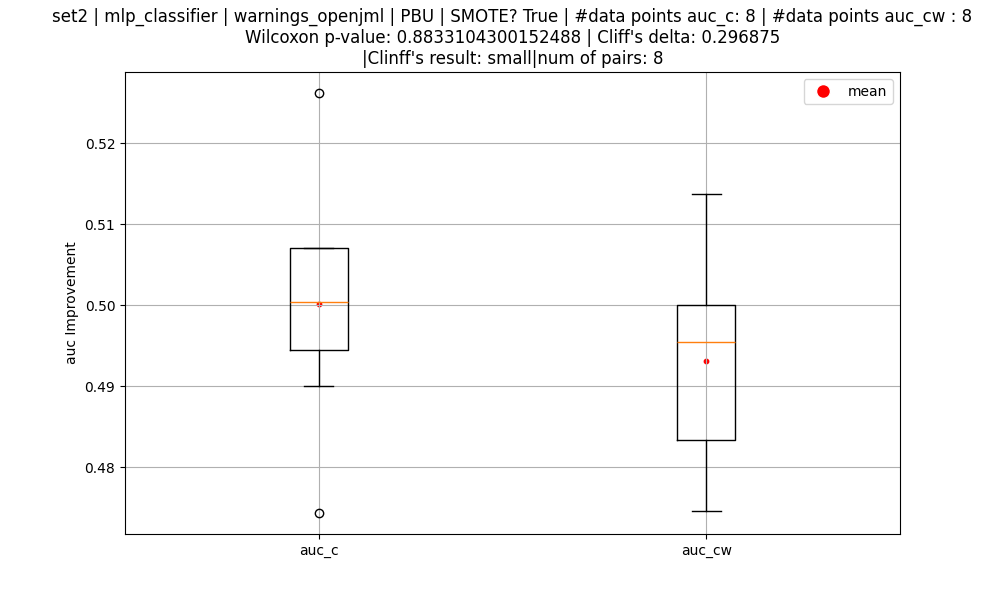 set2 | mlp_classifier | warnings_openjml | PBU | SMOTE? True | #data points auc_c: 8 | #data points auc_cw : 8
Wilcoxon p-value: 0.8833104300152488 | Cliff's delta: 0.296875
|Clinff's result: small|num of pairs: 8
mean
0.52
0.51
0.50
0.49
0.48
auc Improvement
auc_c
auc_cw